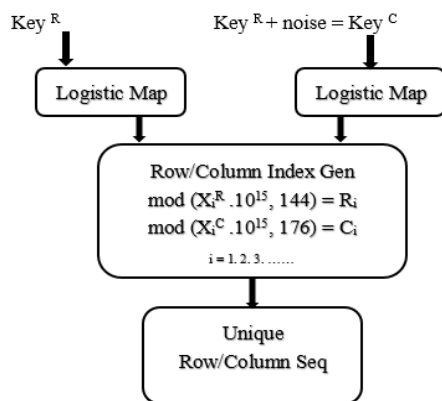 Key ᴿ
Key ᴿ + noise = Key ᶜ
Logistic Map
Logistic Map
Row/Column Index Gen
mod (Xᵢᴿ .10¹⁵, 144) = Rᵢ
mod (Xᵢᶜ .10¹⁵, 176) = Cᵢ
i = 1. 2. 3. ......
Unique
Row/Column Seq